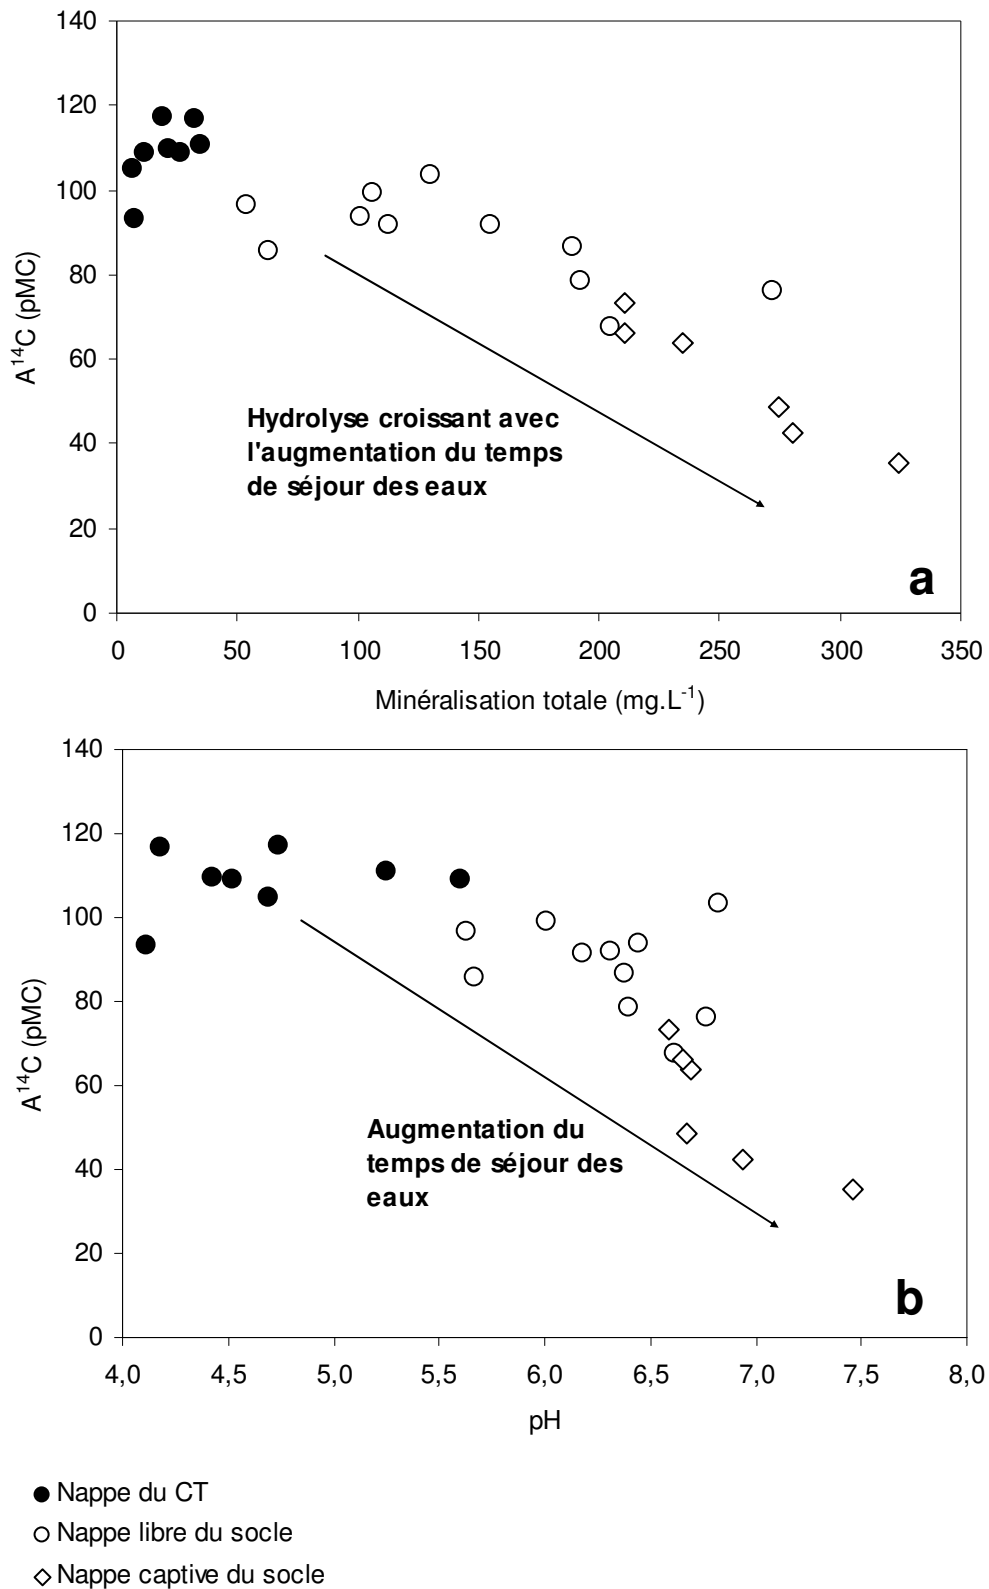 140
120
100
80
60
40
20
0
A¹⁴C (pMC)
Hydrolyse croissant avec
l'augmentation du temps
de séjour des eaux
a
0 50 100 150 200 250 300 350
Minéralisation totale (mg.L⁻¹)
140
120
100
80
60
40
20
0
A¹⁴C (pMC)
Augmentation du
temps de séjour des
eaux
b
4,0 4,5 5,0 5,5 6,0 6,5 7,0 7,5 8,0
pH
Nappe du CT
Nappe libre du socle
Nappe captive du socle